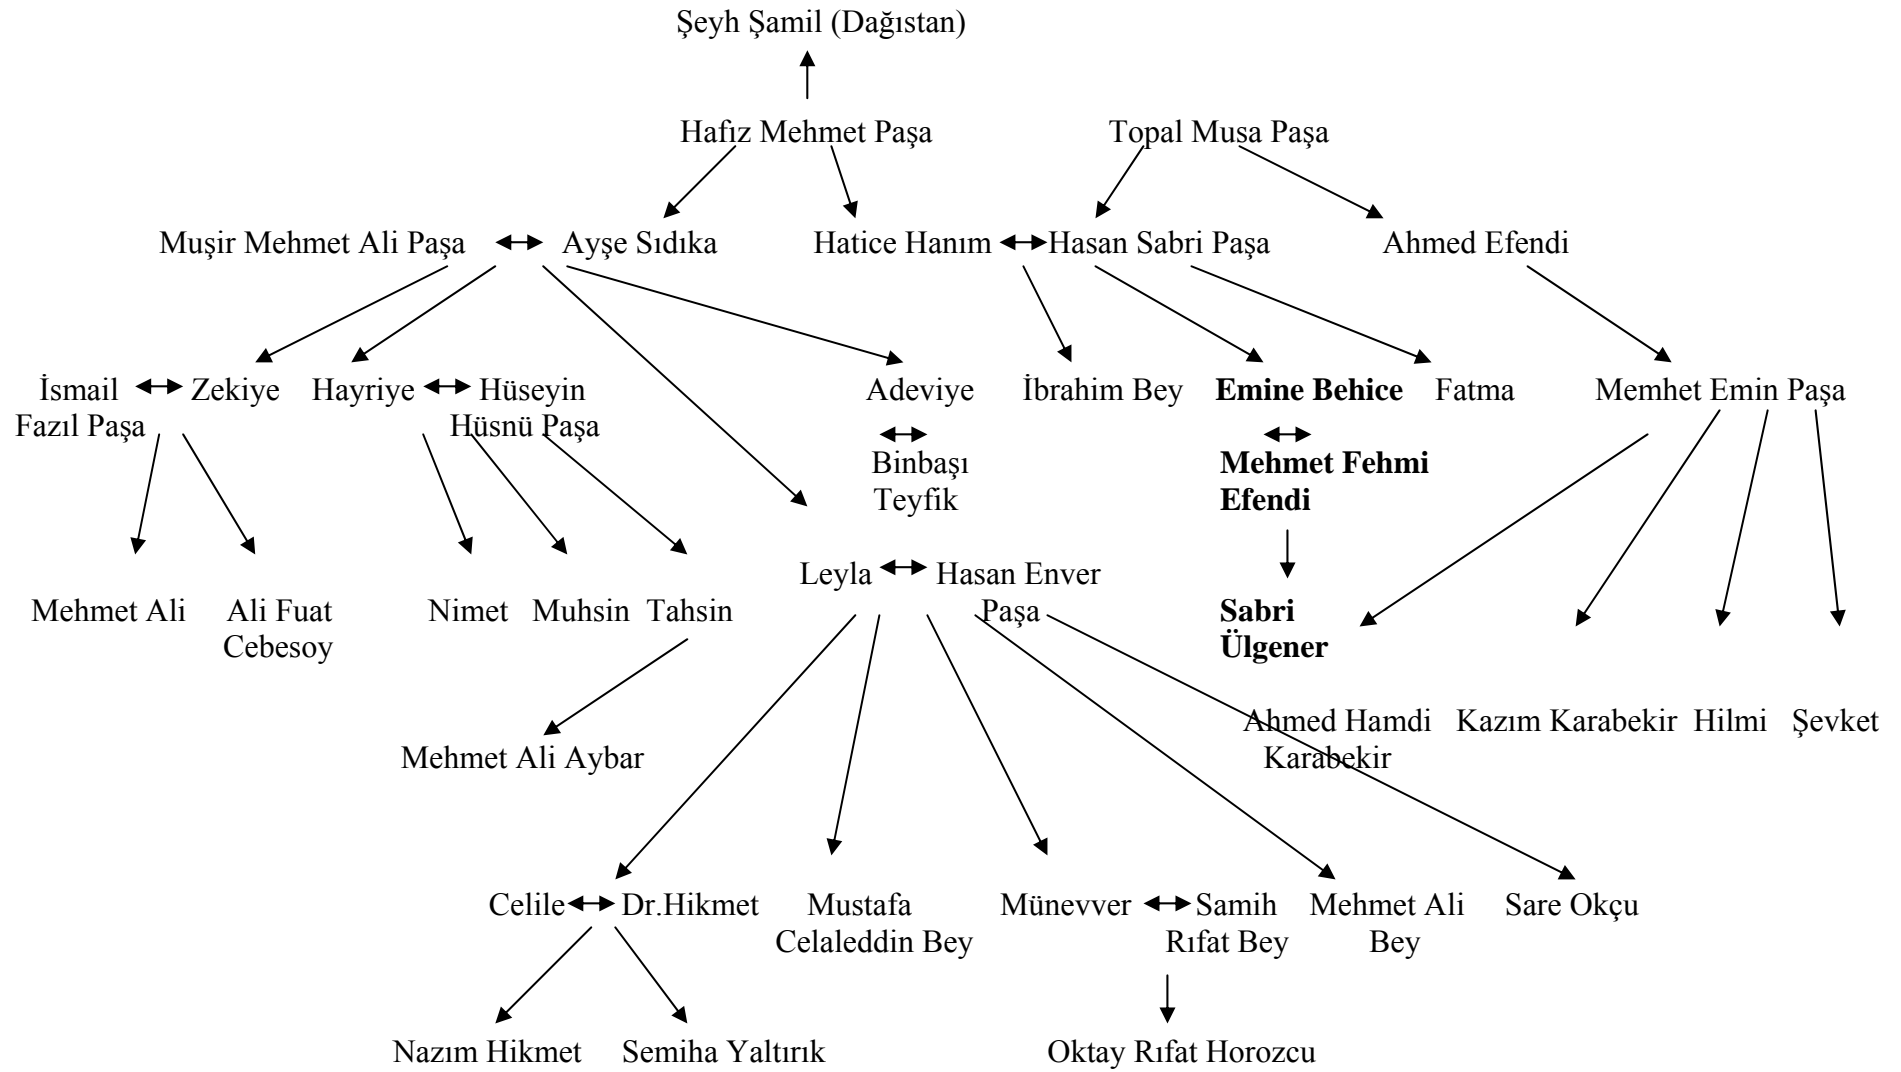 Şeyh Şamil (Dağıstan)
Hafız Mehmet Paşa
Topal Musa Paşa
Muşir Mehmet Ali Paşa
Ayşe Sıdıka
Hatice Hanım
Hasan Sabri Paşa
Ahmed Efendi
İsmail
Fazıl Paşa
Zekiye
Hayriye
Hüseyin
Hüsnü Paşa
Adeviye
İbrahim Bey
Emine Behice
Fatma
Memhet Emin Paşa
Binbaşı
Teyfik
Mehmet Fehmi
Efendi
Leyla
Hasan Enver
Paşa
Mehmet Ali
Ali Fuat
Cebesoy
Nimet
Muhsin
Tahsin
Sabri
Ülgener
Mehmet Ali Aybar
Ahmed Hamdi
Karabekir
Kazım Karabekir
Hilmi
Şevket
Celile
Dr.Hikmet
Mustafa
Celaleddin Bey
Münevver
Samih
Rıfat Bey
Mehmet Ali
Bey
Sare Okçu
Nazım Hikmet
Semiha Yaltırık
Oktay Rıfat Horozcu